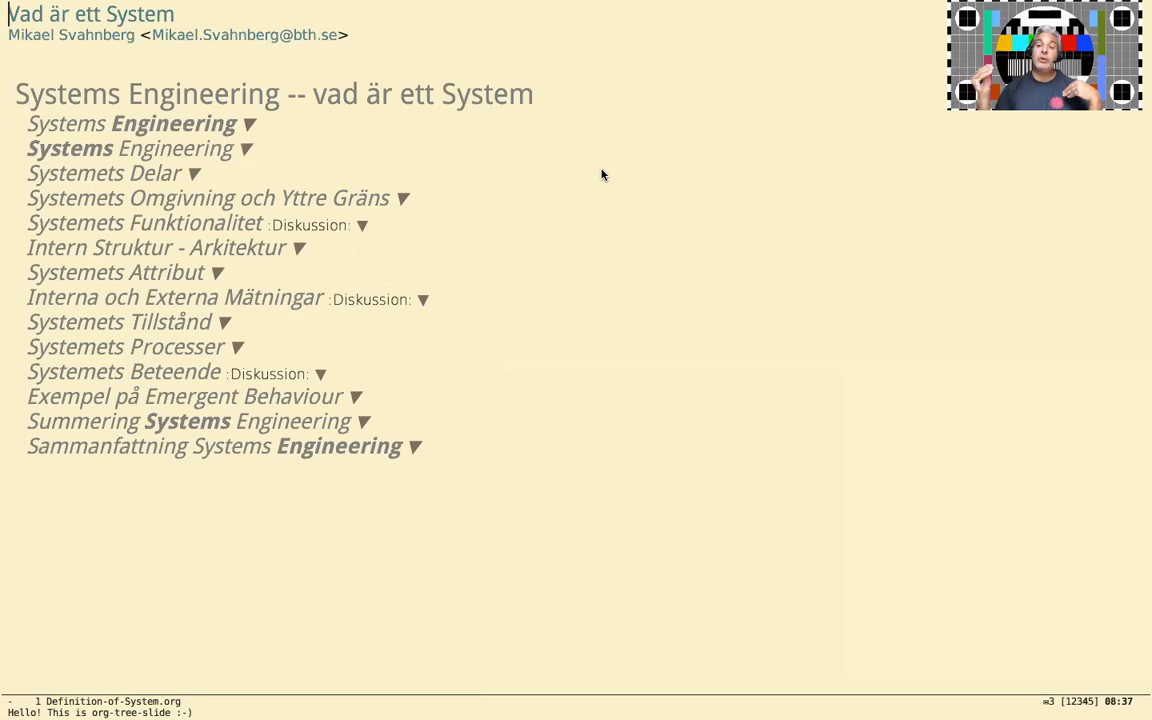 Vad är ett System
Mikael Svahnberg <Mikael.Svahnberg@bth.se>
Systems Engineering -- vad är ett System
Systems Engineering ▼
Systems Engineering ▼
Systemets Delar ▼
Systemets Omgivning och Yttre Gräns ▼
Systemets Funktionalitet :Diskussion: ▼
Intern Struktur - Arkitektur ▼
Systemets Attribut ▼
Interna och Externa Mätningar :Diskussion: ▼
Systemets Tillstånd ▼
Systemets Processer ▼
Systemets Beteende :Diskussion: ▼
Exempel på Emergent Behaviour ▼
Summering Systems Engineering ▼
Sammanfattning Systems Engineering ▼
- 1 Definition-of-System.org ✉3 [12345] 08:37
Hello! This is org-tree-slide :-)